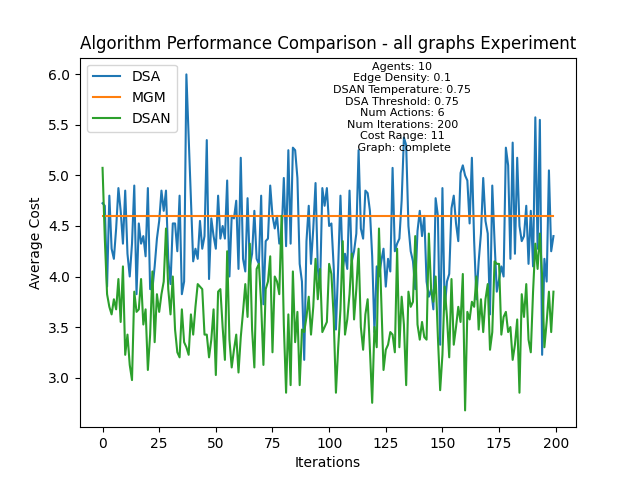 Algorithm Performance Comparison - all graphs Experiment
DSA
MGM
DSAN
Agents: 10
Edge Density: 0.1
DSAN Temperature: 0.75
DSA Threshold: 0.75
Num Actions: 6
Num Iterations: 200
Cost Range: 11
Graph: complete
Average Cost
6.0
5.5
5.0
4.5
4.0
3.5
3.0
0 25 50 75 100 125 150 175 200
Iterations